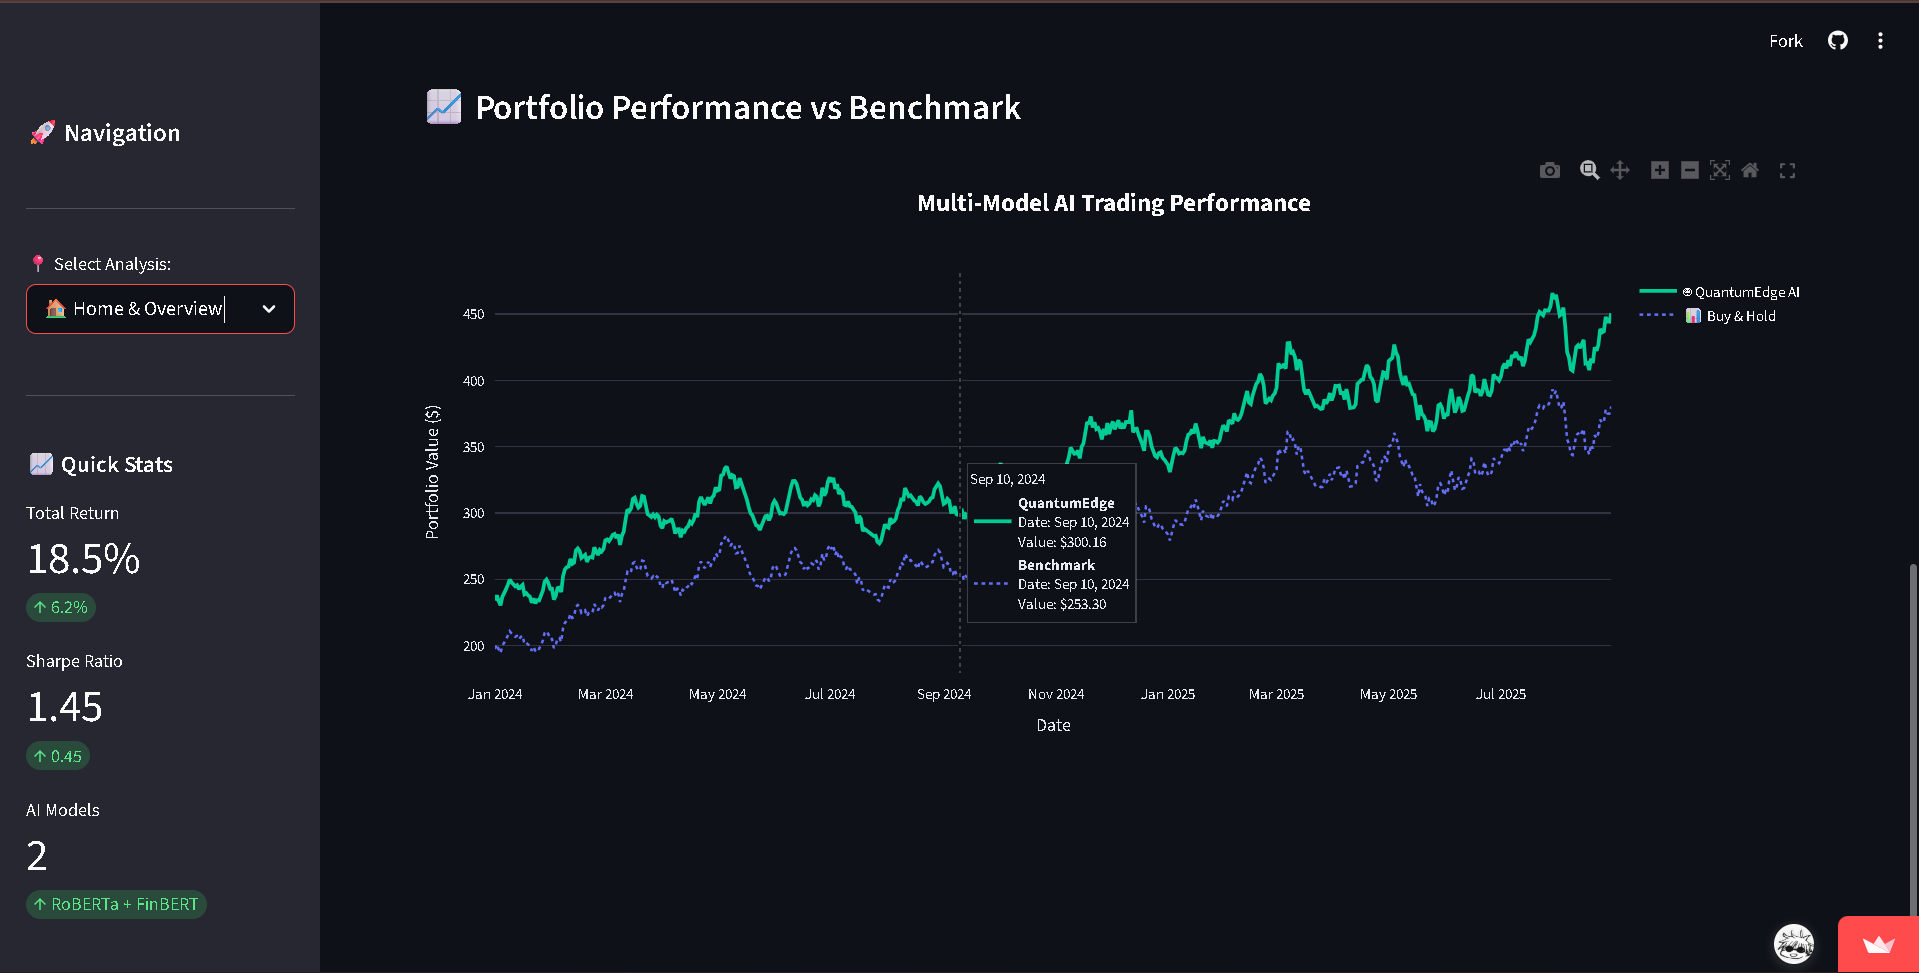 Fork
Navigation
Select Analysis:
Home & Overview
Quick Stats
Total Return
18.5%
↑ 6.2%
Sharpe Ratio
1.45
↑ 0.45
AI Models
2
↑ RoBERTa + FinBERT
Portfolio Performance vs Benchmark
Multi-Model AI Trading Performance
QuantumEdge AI
Buy & Hold
Portfolio Value ($)
450
400
350
300
250
200
Sep 10, 2024
QuantumEdge
Date: Sep 10, 2024
Value: $300.16
Benchmark
Date: Sep 10, 2024
Value: $253.30
Jan 2024 Mar 2024 May 2024 Jul 2024 Sep 2024 Nov 2024 Jan 2025 Mar 2025 May 2025 Jul 2025
Date